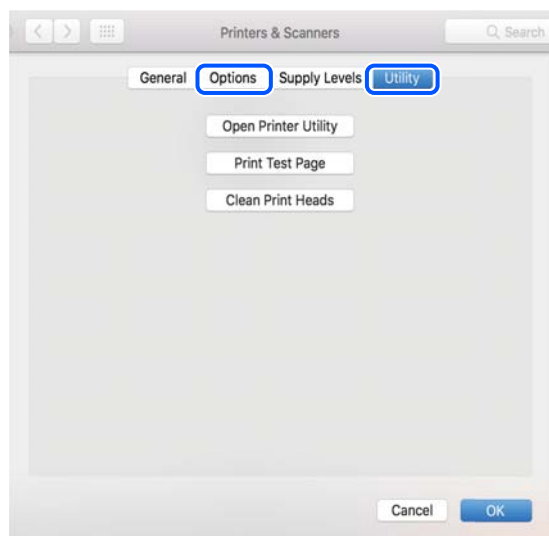 Printers & Scanners Search
General Options Supply Levels Utility
Open Printer Utility
Print Test Page
Clean Print Heads
Cancel OK